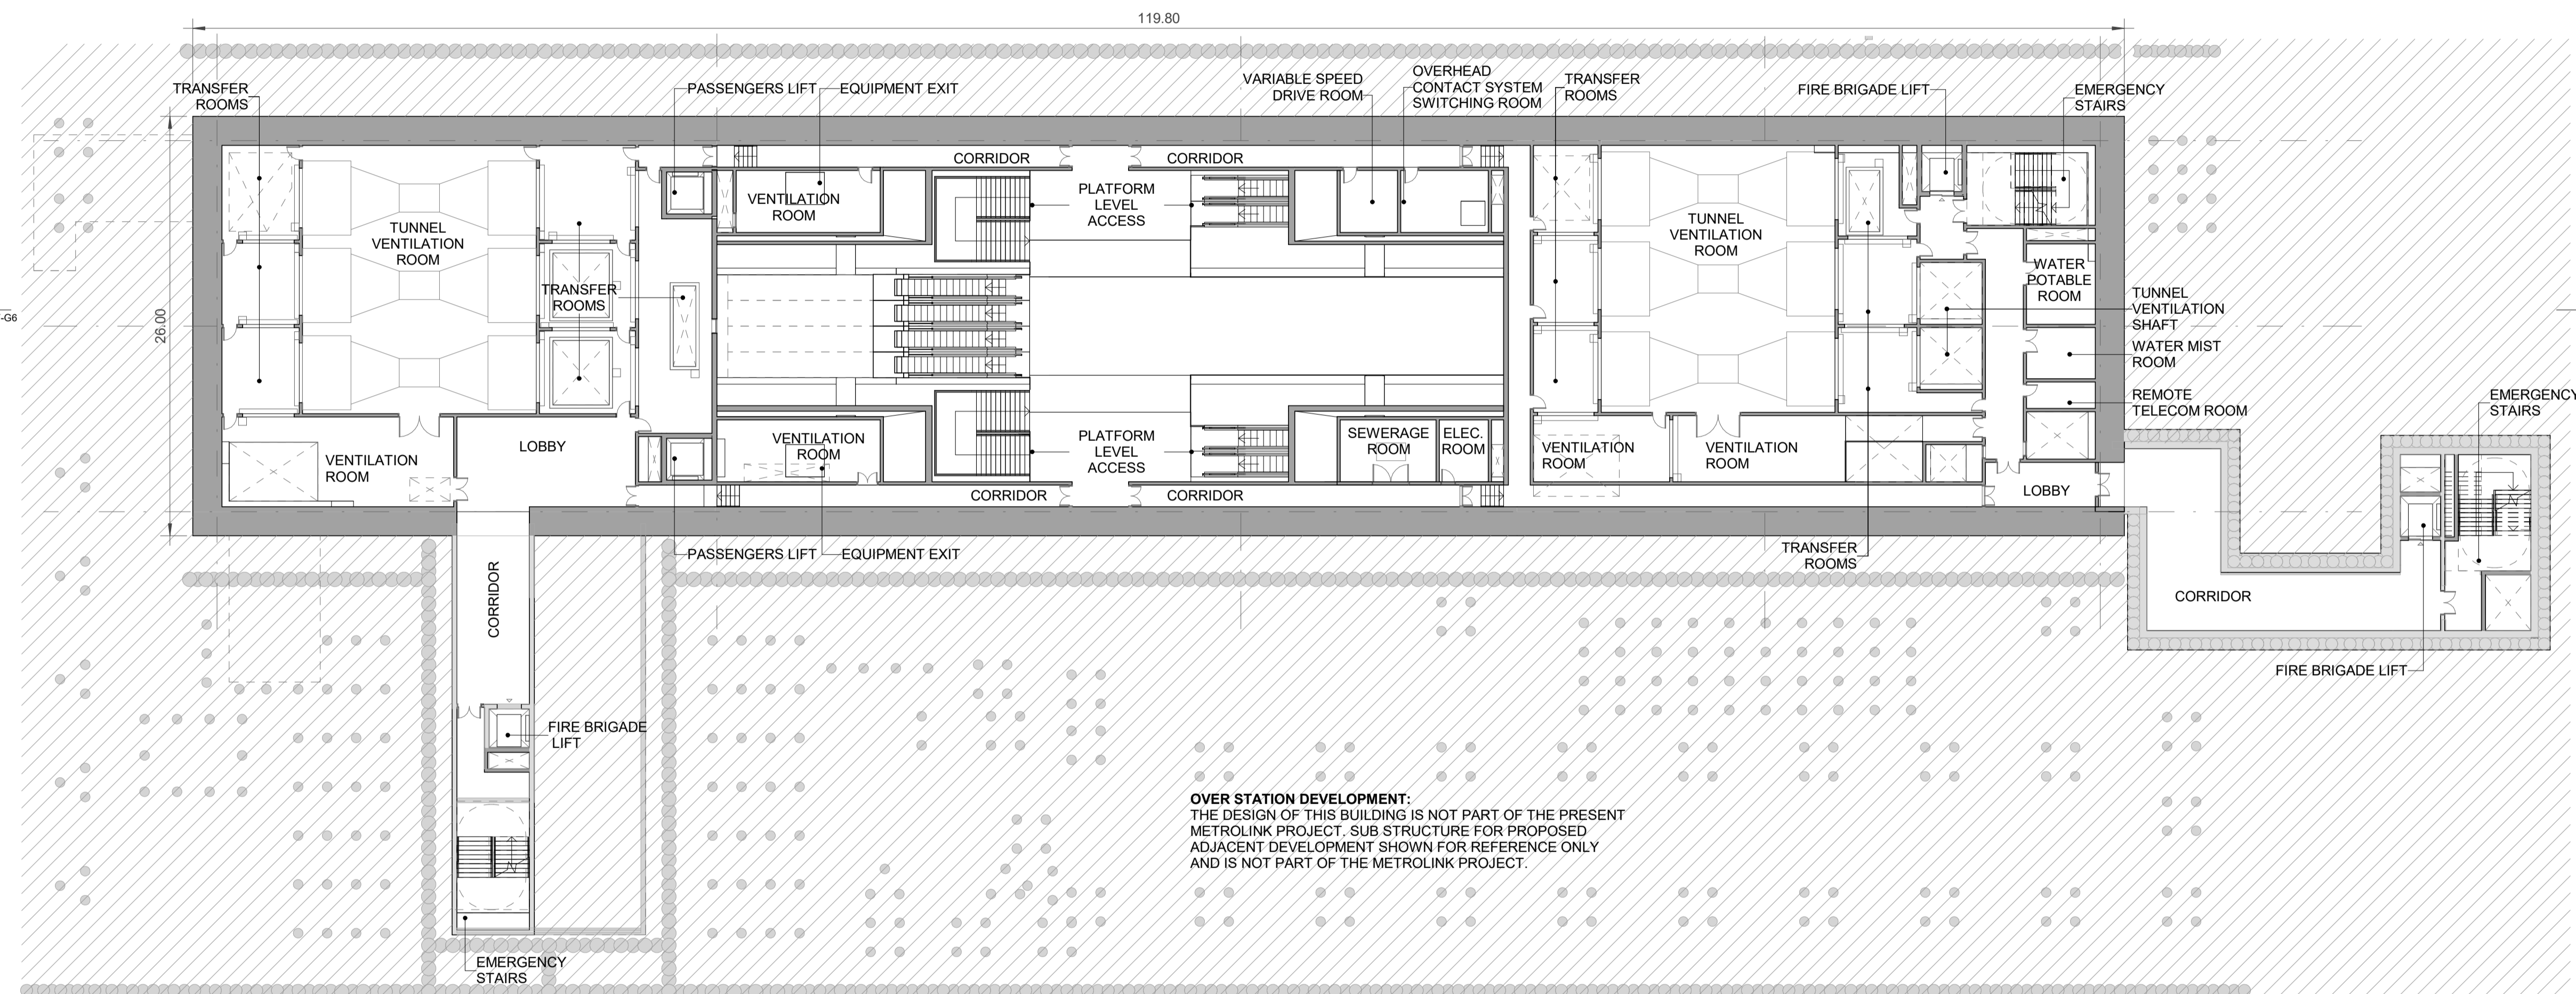 119.80
TRANSFER
ROOMS
PASSENGERS LIFT
EQUIPMENT EXIT
VARIABLE SPEED
DRIVE ROOM
OVERHEAD
CONTACT SYSTEM
SWITCHING ROOM
TRANSFER
ROOMS
FIRE BRIGADE LIFT
EMERGENCY
STAIRS
CORRIDOR
CORRIDOR
VENTILATION
ROOM
PLATFORM
LEVEL
ACCESS
TUNNEL
VENTILATION
ROOM
TUNNEL
VENTILATION
ROOM
TRANSFER
ROOMS
WATER
POTABLE
ROOM
-G6
26.00
TUNNEL
VENTILATION
SHAFT
WATER MIST
ROOM
REMOTE
TELECOM ROOM
EMERGENCY
STAIRS
VENTILATION
ROOM
LOBBY
VENTILATION
ROOM
PLATFORM
LEVEL
ACCESS
SEWERAGE
ROOM
ELEC.
ROOM
VENTILATION
ROOM
VENTILATION
ROOM
LOBBY
CORRIDOR
CORRIDOR
PASSENGERS LIFT
EQUIPMENT EXIT
TRANSFER
ROOMS
CORRIDOR
CORRIDOR
FIRE BRIGADE LIFT
FIRE BRIGADE
LIFT
OVER STATION DEVELOPMENT:
THE DESIGN OF THIS BUILDING IS NOT PART OF THE PRESENT
METROLINK PROJECT. SUB STRUCTURE FOR PROPOSED
ADJACENT DEVELOPMENT SHOWN FOR REFERENCE ONLY
AND IS NOT PART OF THE METROLINK PROJECT.
EMERGENCY
STAIRS